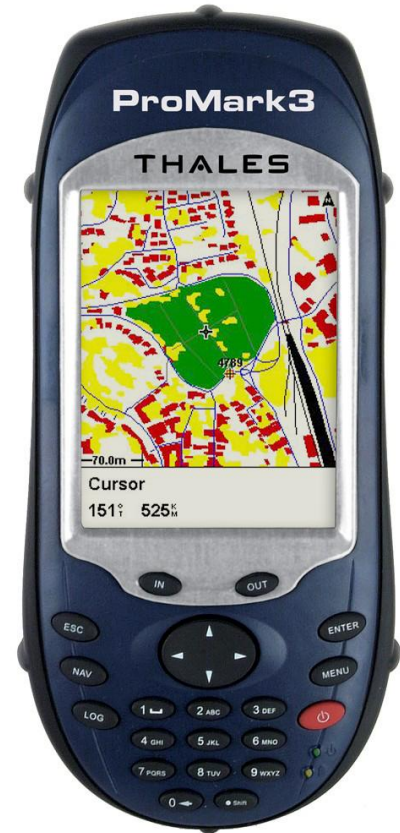 ProMark3
THALES
N
4769
70.0m
Cursor
151°T 525KM
IN
OUT
ESC
ENTER
NAV
MENU
LOG
1
2 ABC
3 DEF
4 GHI
5 JKL
6 MNO
7 PQRS
8 TUV
9 WXYZ
0
Shift